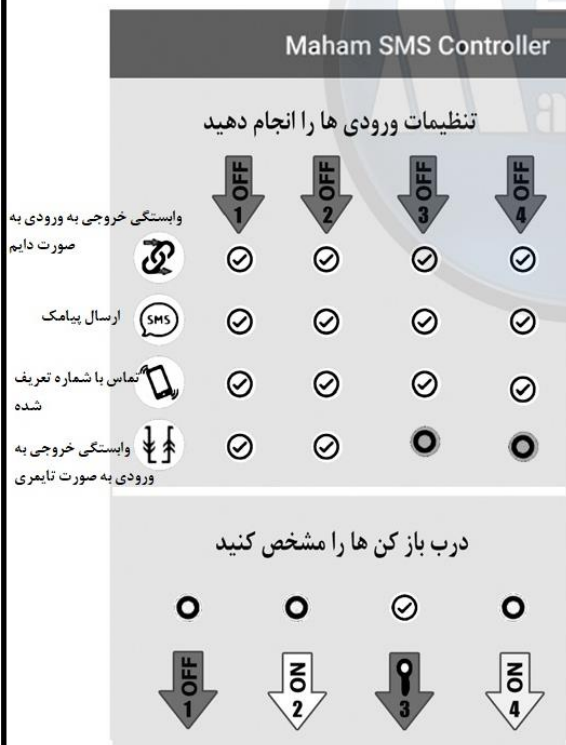 Maham SMS Controller
تنظیمات ورودی ها را انجام دهید
OFF OFF OFF OFF
1 2 3 4
وابستگی خروجی به ورودی به
صورت دایم
SMS ارسال پیامک
تماس با شماره تعریف
شده
وابستگی خروجی به
ورودی به صورت تایمری
درب باز کن ها را مشخص کنید
OFF ON ON
1 2 3 4